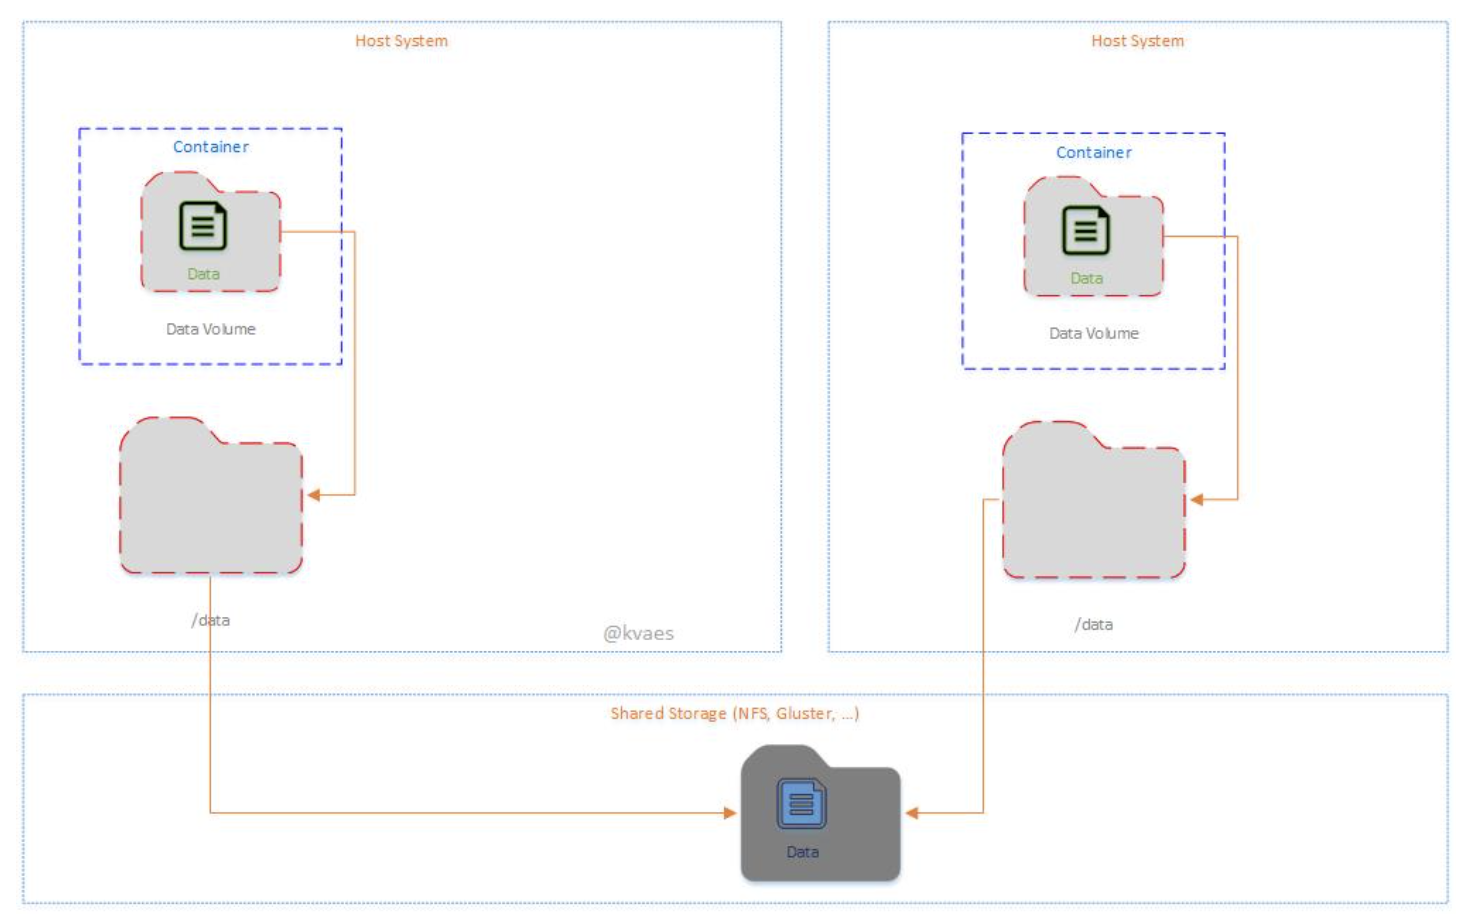 Host System
Container
Data
Data Volume
/data
@kvaes
Host System
Container
Data
Data Volume
/data
Shared Storage (NFS, Gluster, ...)
Data